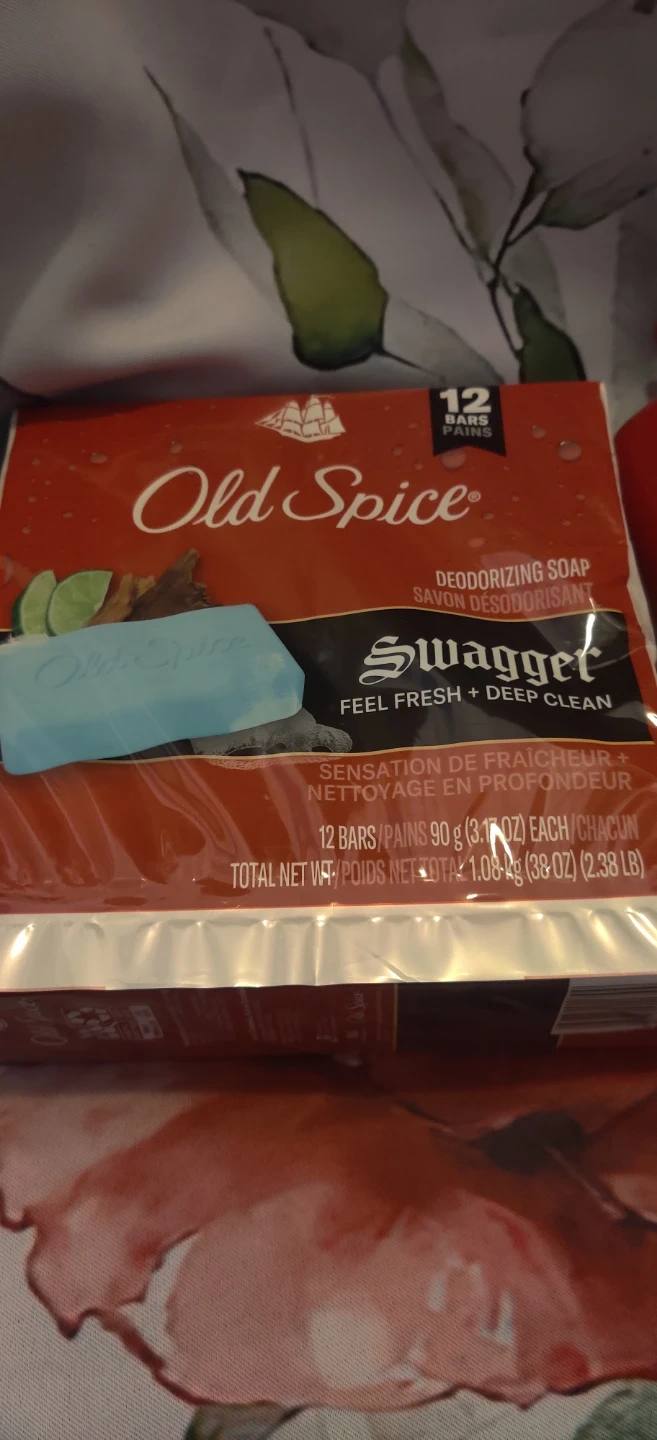 12
BARS
PAINS
Old Spice®
DEODORIZING SOAP
SAVON DÉSODORISANT
Old Spice
Swagger
FEEL FRESH + DEEP CLEAN
SENSATION DE FRAÎCHEUR +
NETTOYAGE EN PROFONDEUR
12 BARS/PAINS 90 g (3.17 OZ) EACH/CHACUN
TOTAL NET WT/POIDS NET TOTAL 1.08 kg (38 OZ) (2.38 LB)